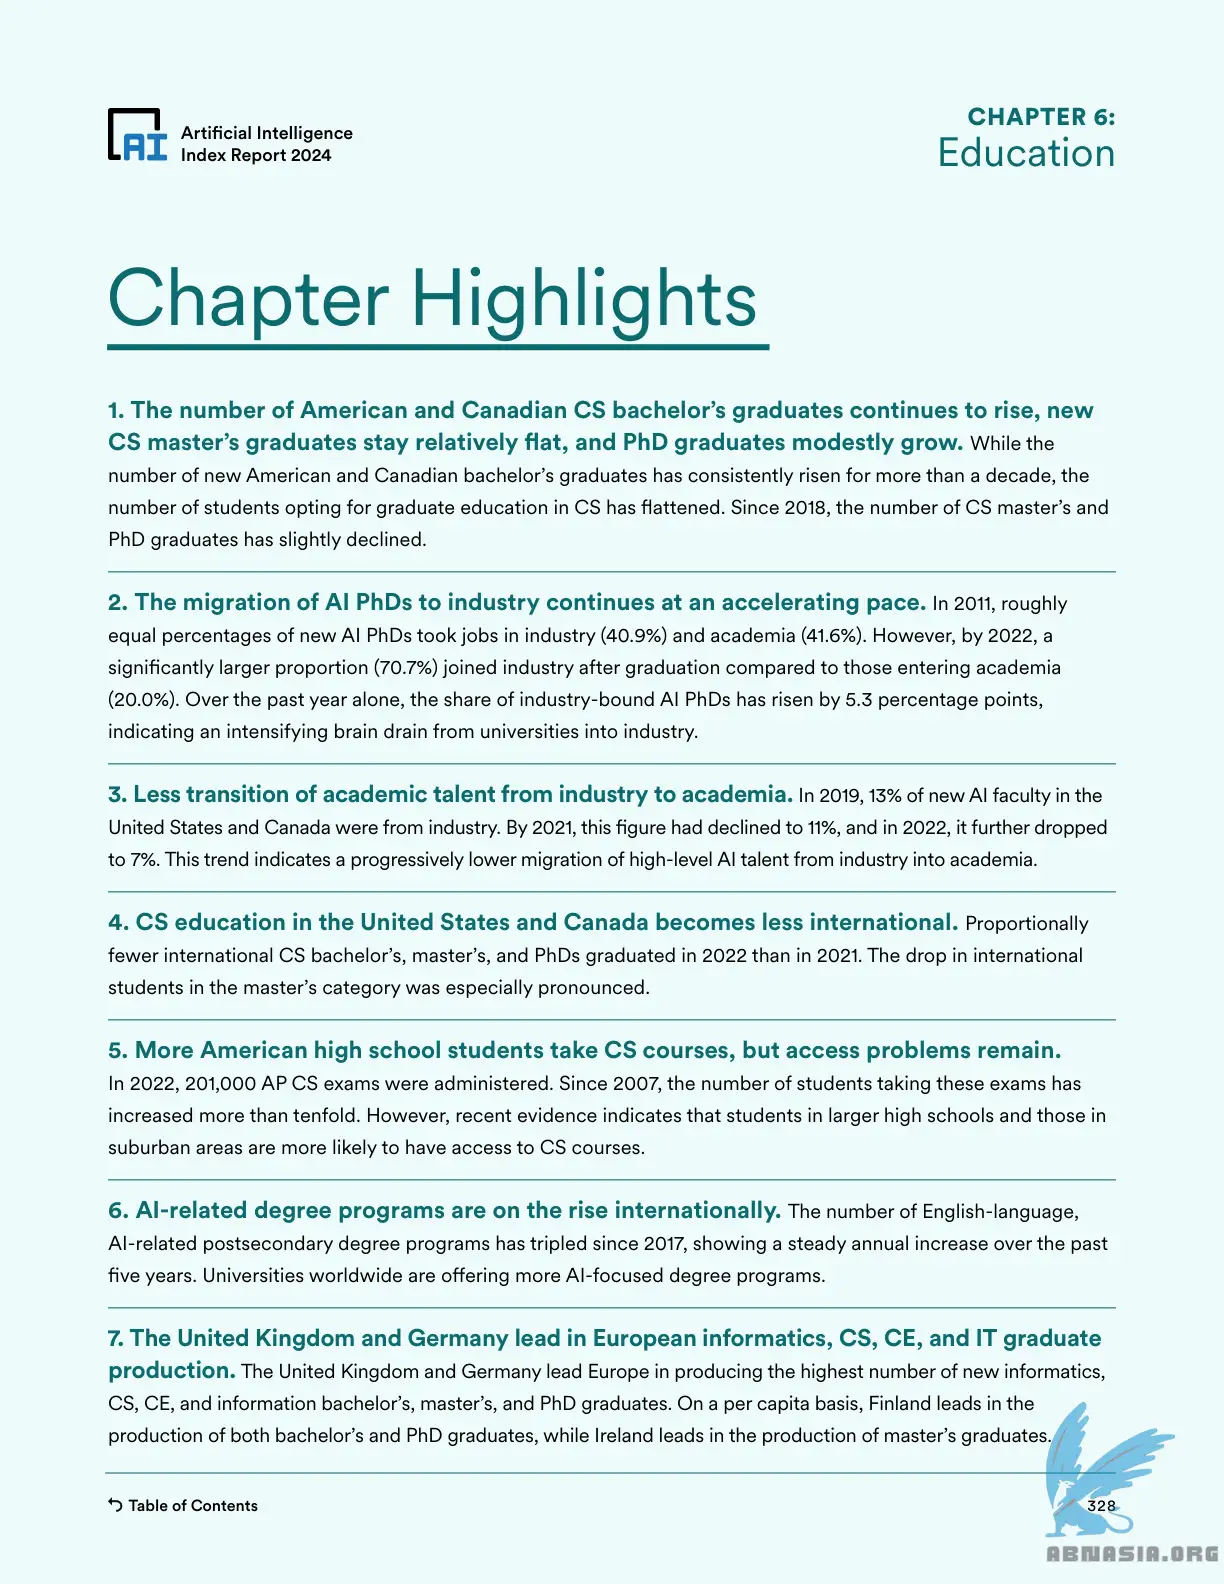 AI
Artificial Intelligence
Index Report 2024
CHAPTER 6:
Education
Chapter Highlights
1. The number of American and Canadian CS bachelor’s graduates continues to rise, new
CS master’s graduates stay relatively flat, and PhD graduates modestly grow. While the
number of new American and Canadian bachelor’s graduates has consistently risen for more than a decade, the
number of students opting for graduate education in CS has flattened. Since 2018, the number of CS master’s and
PhD graduates has slightly declined.
2. The migration of AI PhDs to industry continues at an accelerating pace. In 2011, roughly
equal percentages of new AI PhDs took jobs in industry (40.9%) and academia (41.6%). However, by 2022, a
significantly larger proportion (70.7%) joined industry after graduation compared to those entering academia
(20.0%). Over the past year alone, the share of industry-bound AI PhDs has risen by 5.3 percentage points,
indicating an intensifying brain drain from universities into industry.
3. Less transition of academic talent from industry to academia. In 2019, 13% of new AI faculty in the
United States and Canada were from industry. By 2021, this figure had declined to 11%, and in 2022, it further dropped
to 7%. This trend indicates a progressively lower migration of high-level AI talent from industry into academia.
4. CS education in the United States and Canada becomes less international. Proportionally
fewer international CS bachelor’s, master’s, and PhDs graduated in 2022 than in 2021. The drop in international
students in the master’s category was especially pronounced.
5. More American high school students take CS courses, but access problems remain.
In 2022, 201,000 AP CS exams were administered. Since 2007, the number of students taking these exams has
increased more than tenfold. However, recent evidence indicates that students in larger high schools and those in
suburban areas are more likely to have access to CS courses.
6. AI-related degree programs are on the rise internationally. The number of English-language,
AI-related postsecondary degree programs has tripled since 2017, showing a steady annual increase over the past
five years. Universities worldwide are offering more AI-focused degree programs.
7. The United Kingdom and Germany lead in European informatics, CS, CE, and IT graduate
production. The United Kingdom and Germany lead Europe in producing the highest number of new informatics,
CS, CE, and information bachelor’s, master’s, and PhD graduates. On a per capita basis, Finland leads in the
production of both bachelor’s and PhD graduates, while Ireland leads in the production of master’s graduates.
Table of Contents
328
ABNASIA.ORG